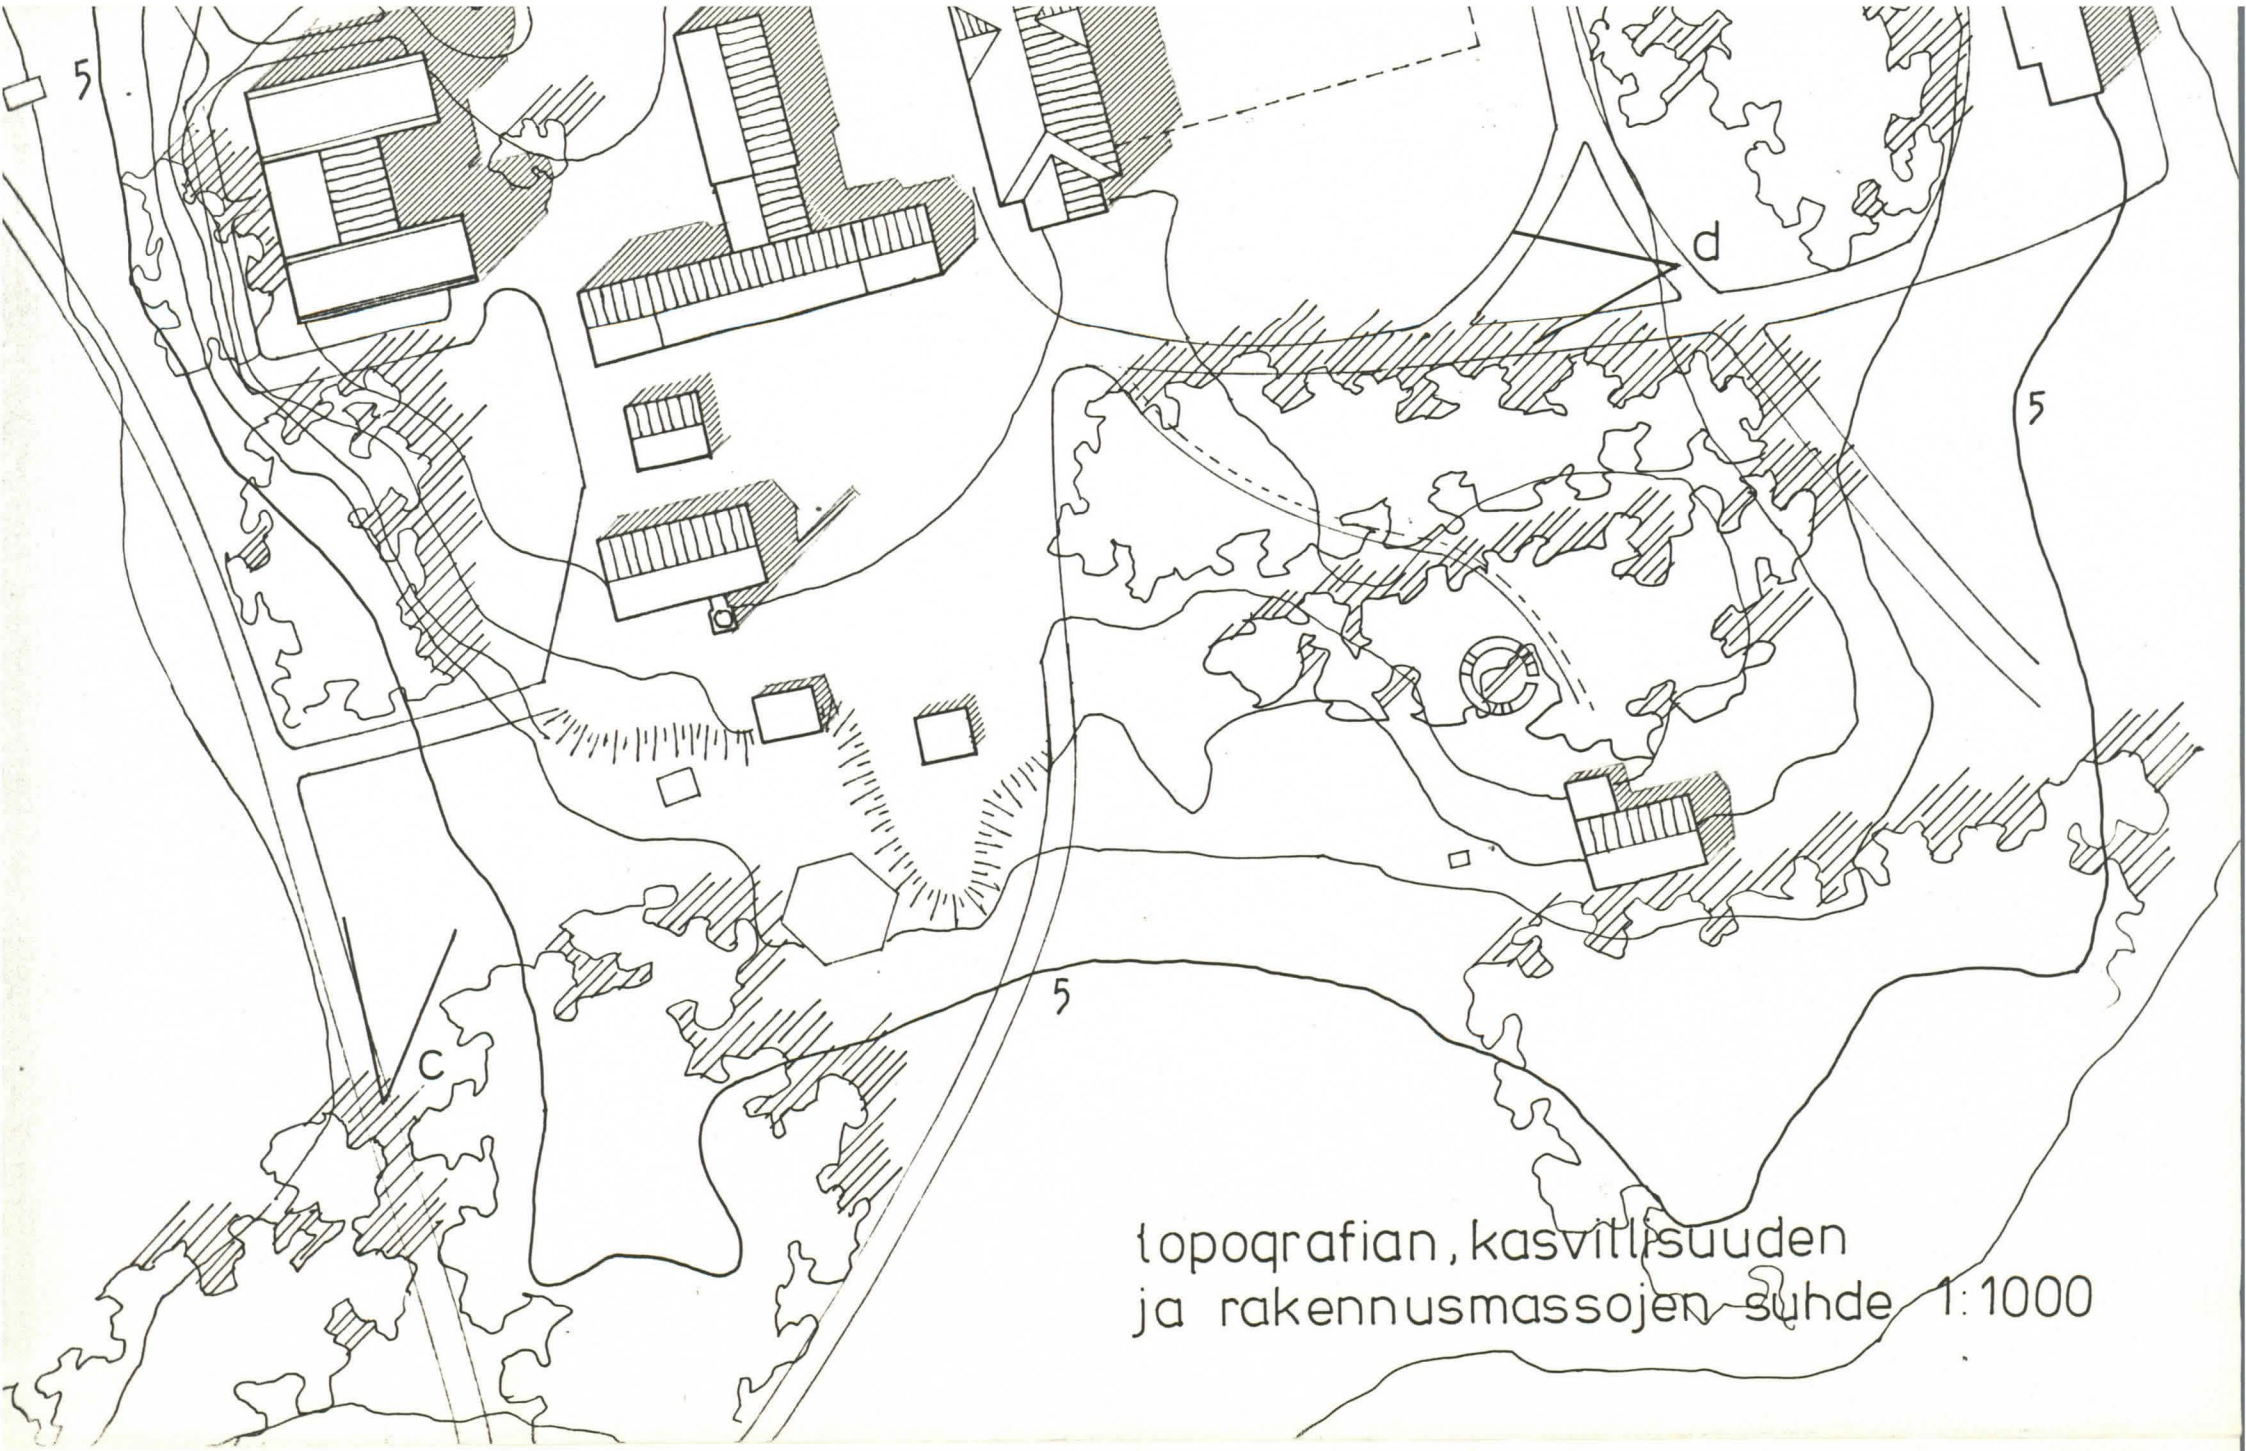 5
d
5
5
c
topografian, kasvillisuuden
ja rakennusmassojen suhde 1:1000